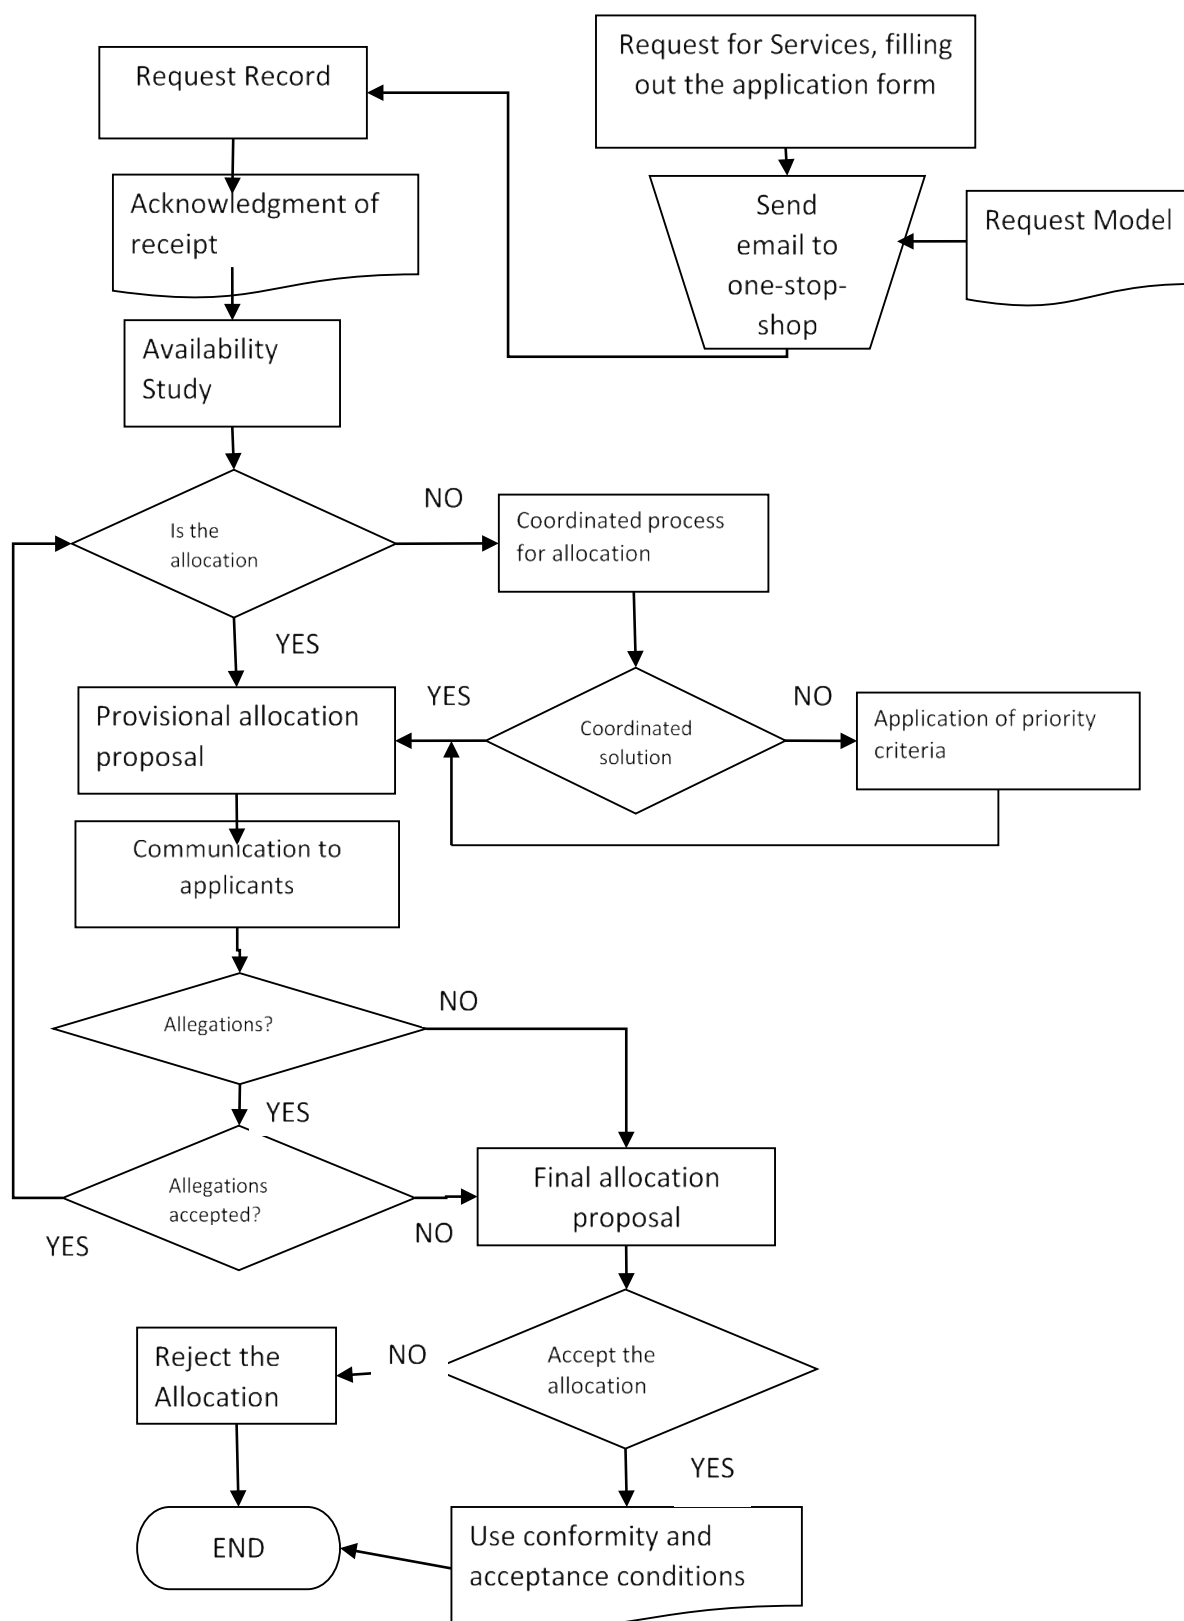 Request for Services, filling
out the application form
Request Record
Send
email to
one-stop-
shop
Request Model
Acknowledgment of
receipt
Availability
Study
Is the
allocation
NO
Coordinated process
for allocation
YES
Provisional allocation
proposal
YES
Coordinated
solution
NO
Application of priority
criteria
Communication to
applicants
Allegations?
NO
YES
Allegations
accepted?
YES
NO
Final allocation
proposal
Accept the
allocation
NO
Reject the
Allocation
YES
Use conformity and
acceptance conditions
END